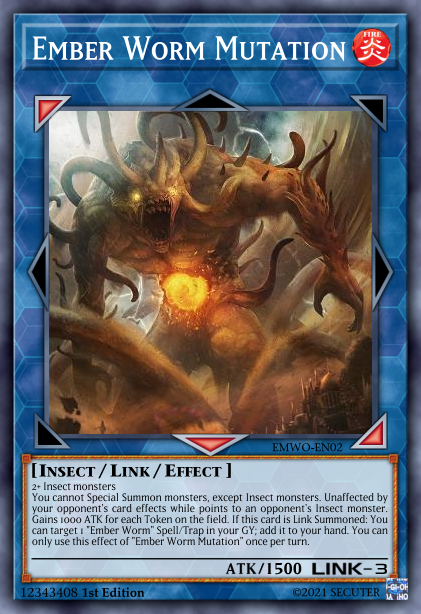 EMBER WORM MUTATION
FIRE
炎
EMWO-EN02
[INSECT / LINK / EFFECT ]
2+ Insect monsters
You cannot Special Summon monsters, except Insect monsters. Unaffected by
your opponent's card effects while points to an opponent's Insect monster.
Gains 1000 ATK for each Token on the field. If this card is Link Summoned: You
can target 1 "Ember Worm" Spell/Trap in your GY; add it to your hand. You can
only use this effect of "Ember Worm Mutation" once per turn.
ATK/1500 LINK-3
12343408 1st Edition ©2021 SECUTER